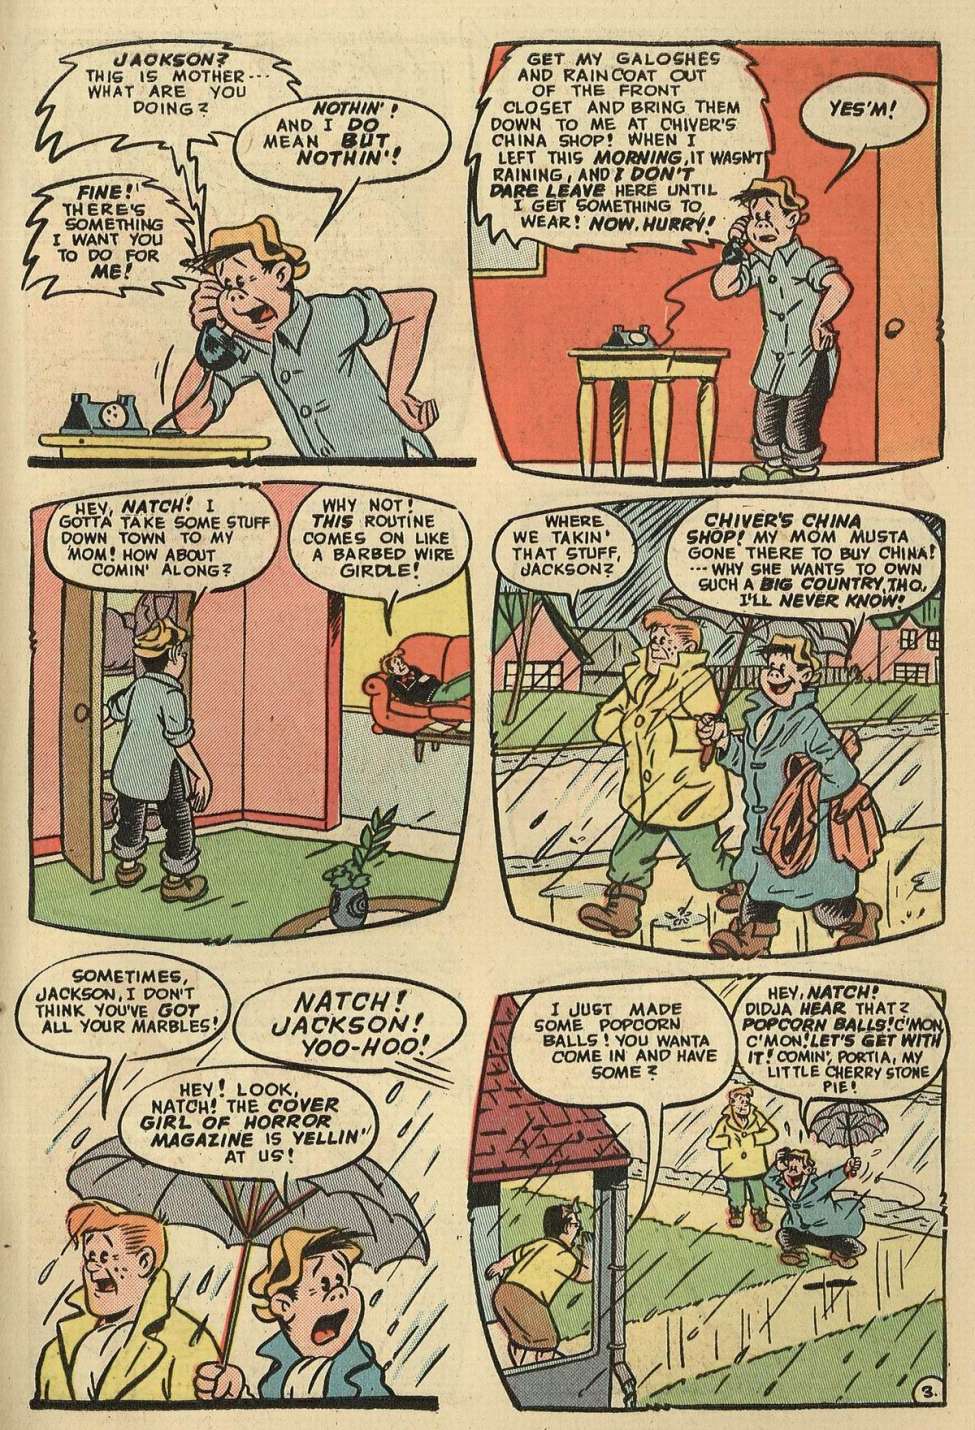 JACKSON?
THIS IS MOTHER---
WHAT ARE YOU
DOING?
NOTHIN'!
AND I DO
MEAN BUT
NOTHIN'!
FINE!
THERE'S
SOMETHING
I WANT YOU
TO DO FOR
ME!
GET MY GALOSHES
AND RAINCOAT OUT
OF THE FRONT
CLOSET AND BRING THEM
DOWN TO ME AT CHIVER'S
CHINA SHOP! WHEN I
LEFT THIS MORNING, IT WASN'T
RAINING, AND I DON'T
DARE LEAVE HERE UNTIL
I GET SOMETHING TO
WEAR! NOW, HURRY!
YES'M!
HEY, NATCH! I
GOTTA TAKE SOME STUFF
DOWN TOWN TO MY
MOM! HOW ABOUT
COMIN' ALONG?
WHY NOT!
THIS ROUTINE
COMES ON LIKE
A BARBED WIRE
GIRDLE!
WHERE
WE TAKIN'
THAT STUFF,
JACKSON?
CHIVER'S CHINA
SHOP! MY MOM MUSTA
GONE THERE TO BUY CHINA!
---WHY SHE WANTS TO OWN
SUCH A BIG COUNTRY, THO,
I'LL NEVER KNOW!
SOMETIMES,
JACKSON, I DON'T
THINK YOU'VE GOT
ALL YOUR MARBLES!
NATCH!
JACKSON!
YOO-HOO!
HEY! LOOK,
NATCH! THE COVER
GIRL OF HORROR
MAGAZINE IS YELLIN'
AT US!
I JUST MADE
SOME POPCORN
BALLS! YOU WANTA
COME IN AND HAVE
SOME?
HEY, NATCH!
DIDJA HEAR THAT?
POPCORN BALLS! C'MON,
C'MON! LET'S GET WITH
IT! COMIN', PORTIA, MY
LITTLE CHERRY STONE
PIE!
3.